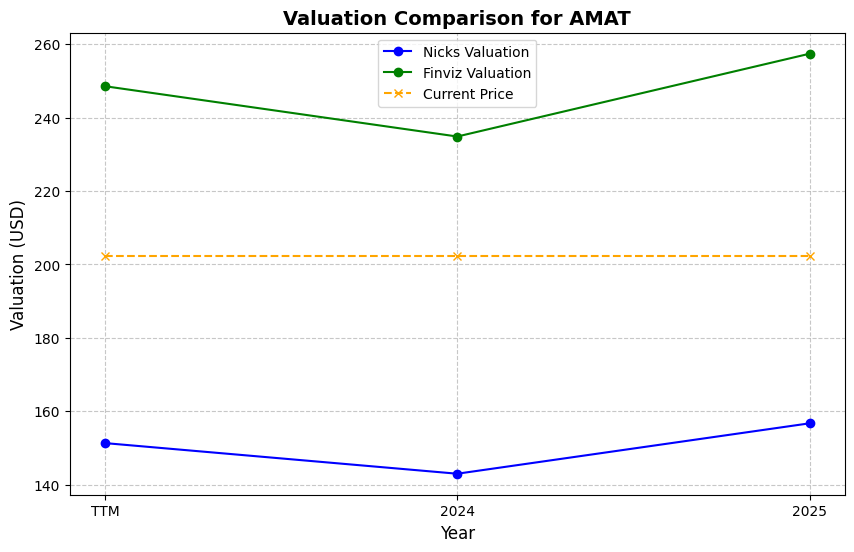 Valuation Comparison for AMAT
Nicks Valuation
Finviz Valuation
Current Price
Valuation (USD)
260
240
220
200
180
160
140
TTM
2024
2025
Year